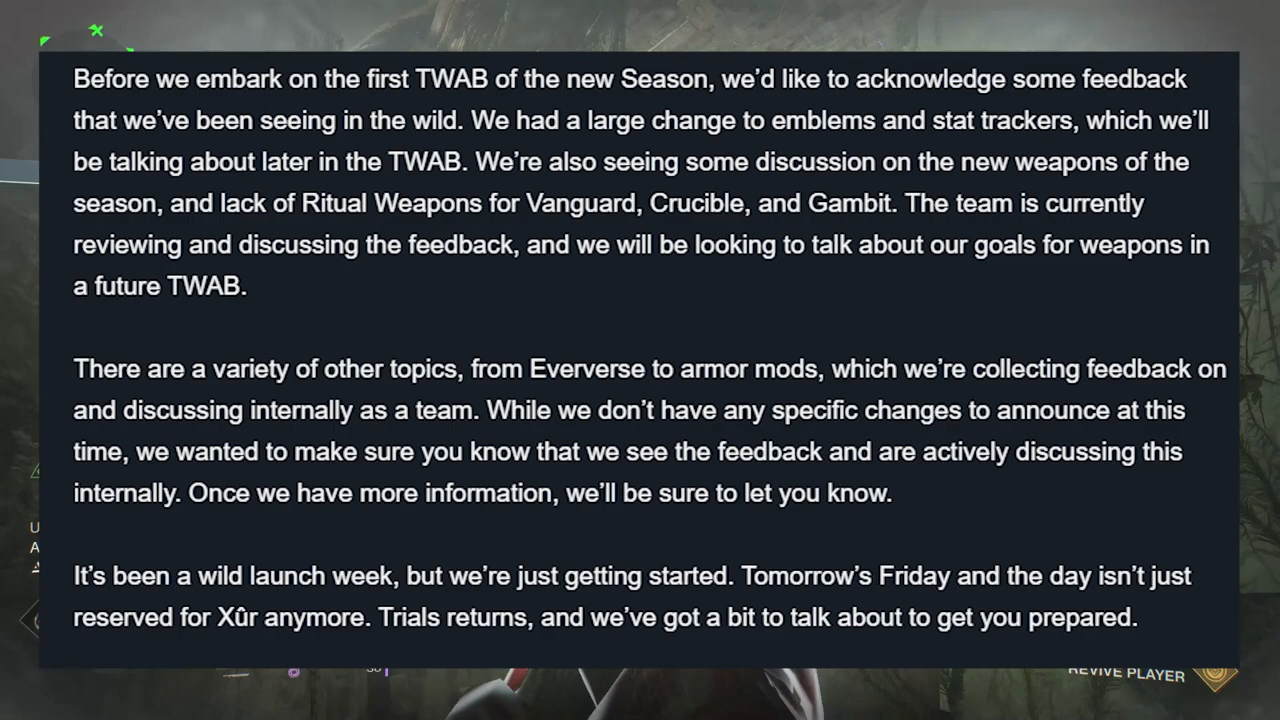 Before we embark on the first TWAB of the new Season, we'd like to acknowledge some feedback
that we've been seeing in the wild. We had a large change to emblems and stat trackers, which we'll
be talking about later in the TWAB. We're also seeing some discussion on the new weapons of the
season, and lack of Ritual Weapons for Vanguard, Crucible, and Gambit. The team is currently
reviewing and discussing the feedback, and we will be looking to talk about our goals for weapons in
a future TWAB.
There are a variety of other topics, from Eververse to armor mods, which we're collecting feedback on
and discussing internally as a team. While we don't have any specific changes to announce at this
time, we wanted to make sure you know that we see the feedback and are actively discussing this
internally. Once we have more information, we'll be sure to let you know.
It's been a wild launch week, but we're just getting started. Tomorrow's Friday and the day isn't just
reserved for Xûr anymore. Trials returns, and we've got a bit to talk about to get you prepared.
REVIVE PLAYER